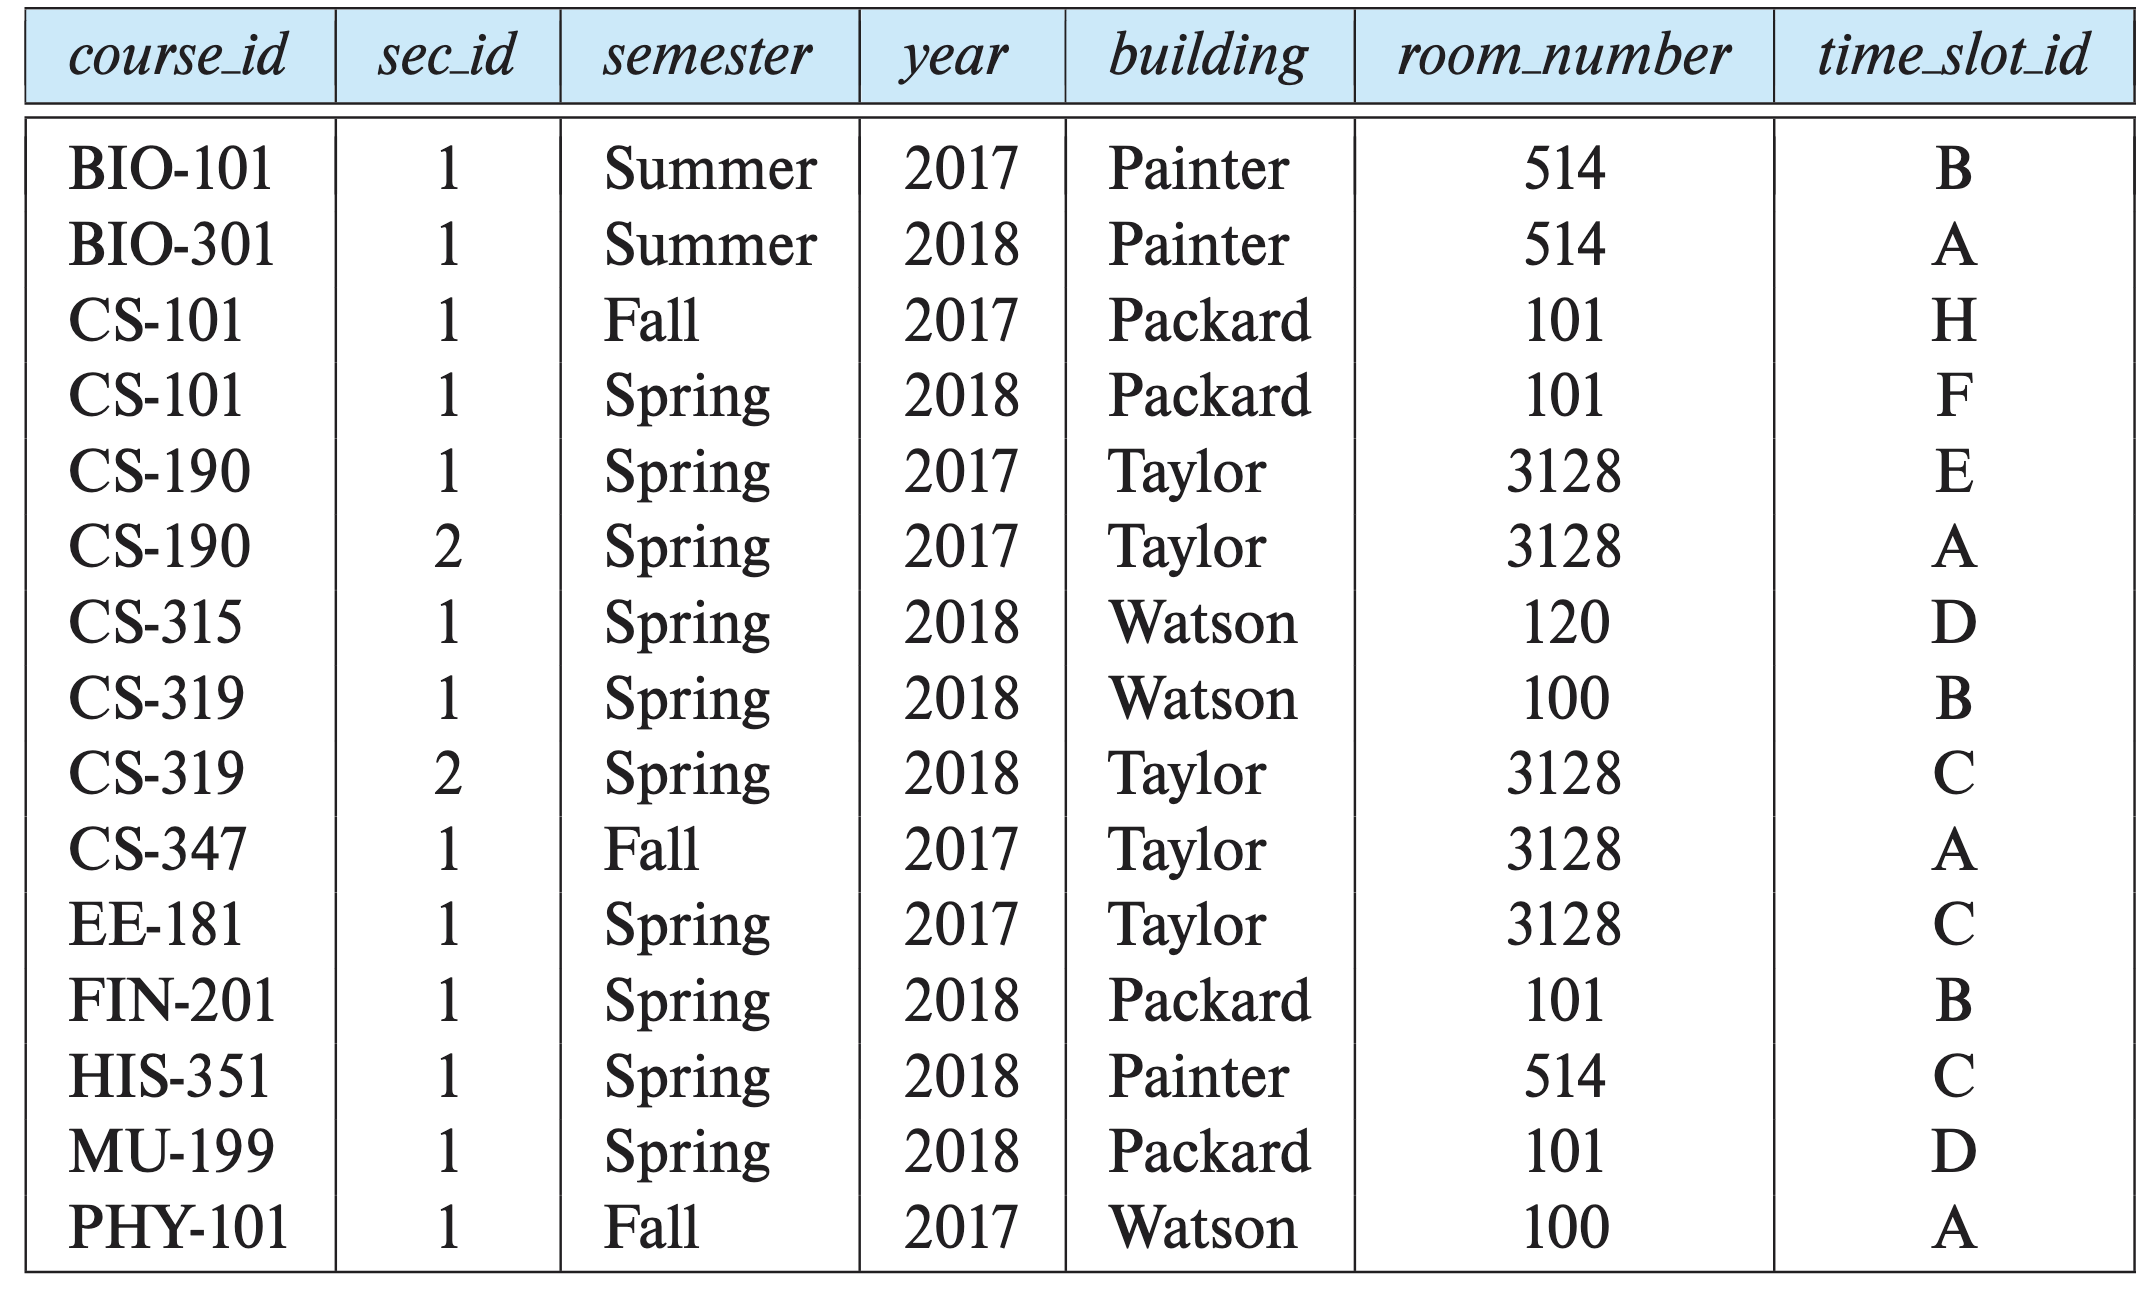 course_id sec_id semester year building room_number time_slot_id
BIO-101 1 Summer 2017 Painter 514 B
BIO-301 1 Summer 2018 Painter 514 A
CS-101 1 Fall 2017 Packard 101 H
CS-101 1 Spring 2018 Packard 101 F
CS-190 1 Spring 2017 Taylor 3128 E
CS-190 2 Spring 2017 Taylor 3128 A
CS-315 1 Spring 2018 Watson 120 D
CS-319 1 Spring 2018 Watson 100 B
CS-319 2 Spring 2018 Taylor 3128 C
CS-347 1 Fall 2017 Taylor 3128 A
EE-181 1 Spring 2017 Taylor 3128 C
FIN-201 1 Spring 2018 Packard 101 B
HIS-351 1 Spring 2018 Painter 514 C
MU-199 1 Spring 2018 Packard 101 D
PHY-101 1 Fall 2017 Watson 100 A